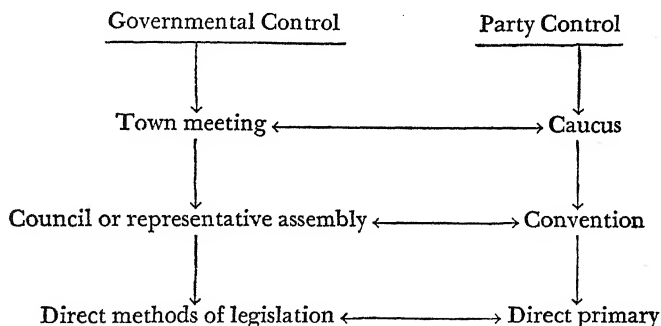 Governmental Control Party Control
Town meeting Caucus
Council or representative assembly Convention
Direct methods of legislation Direct primary